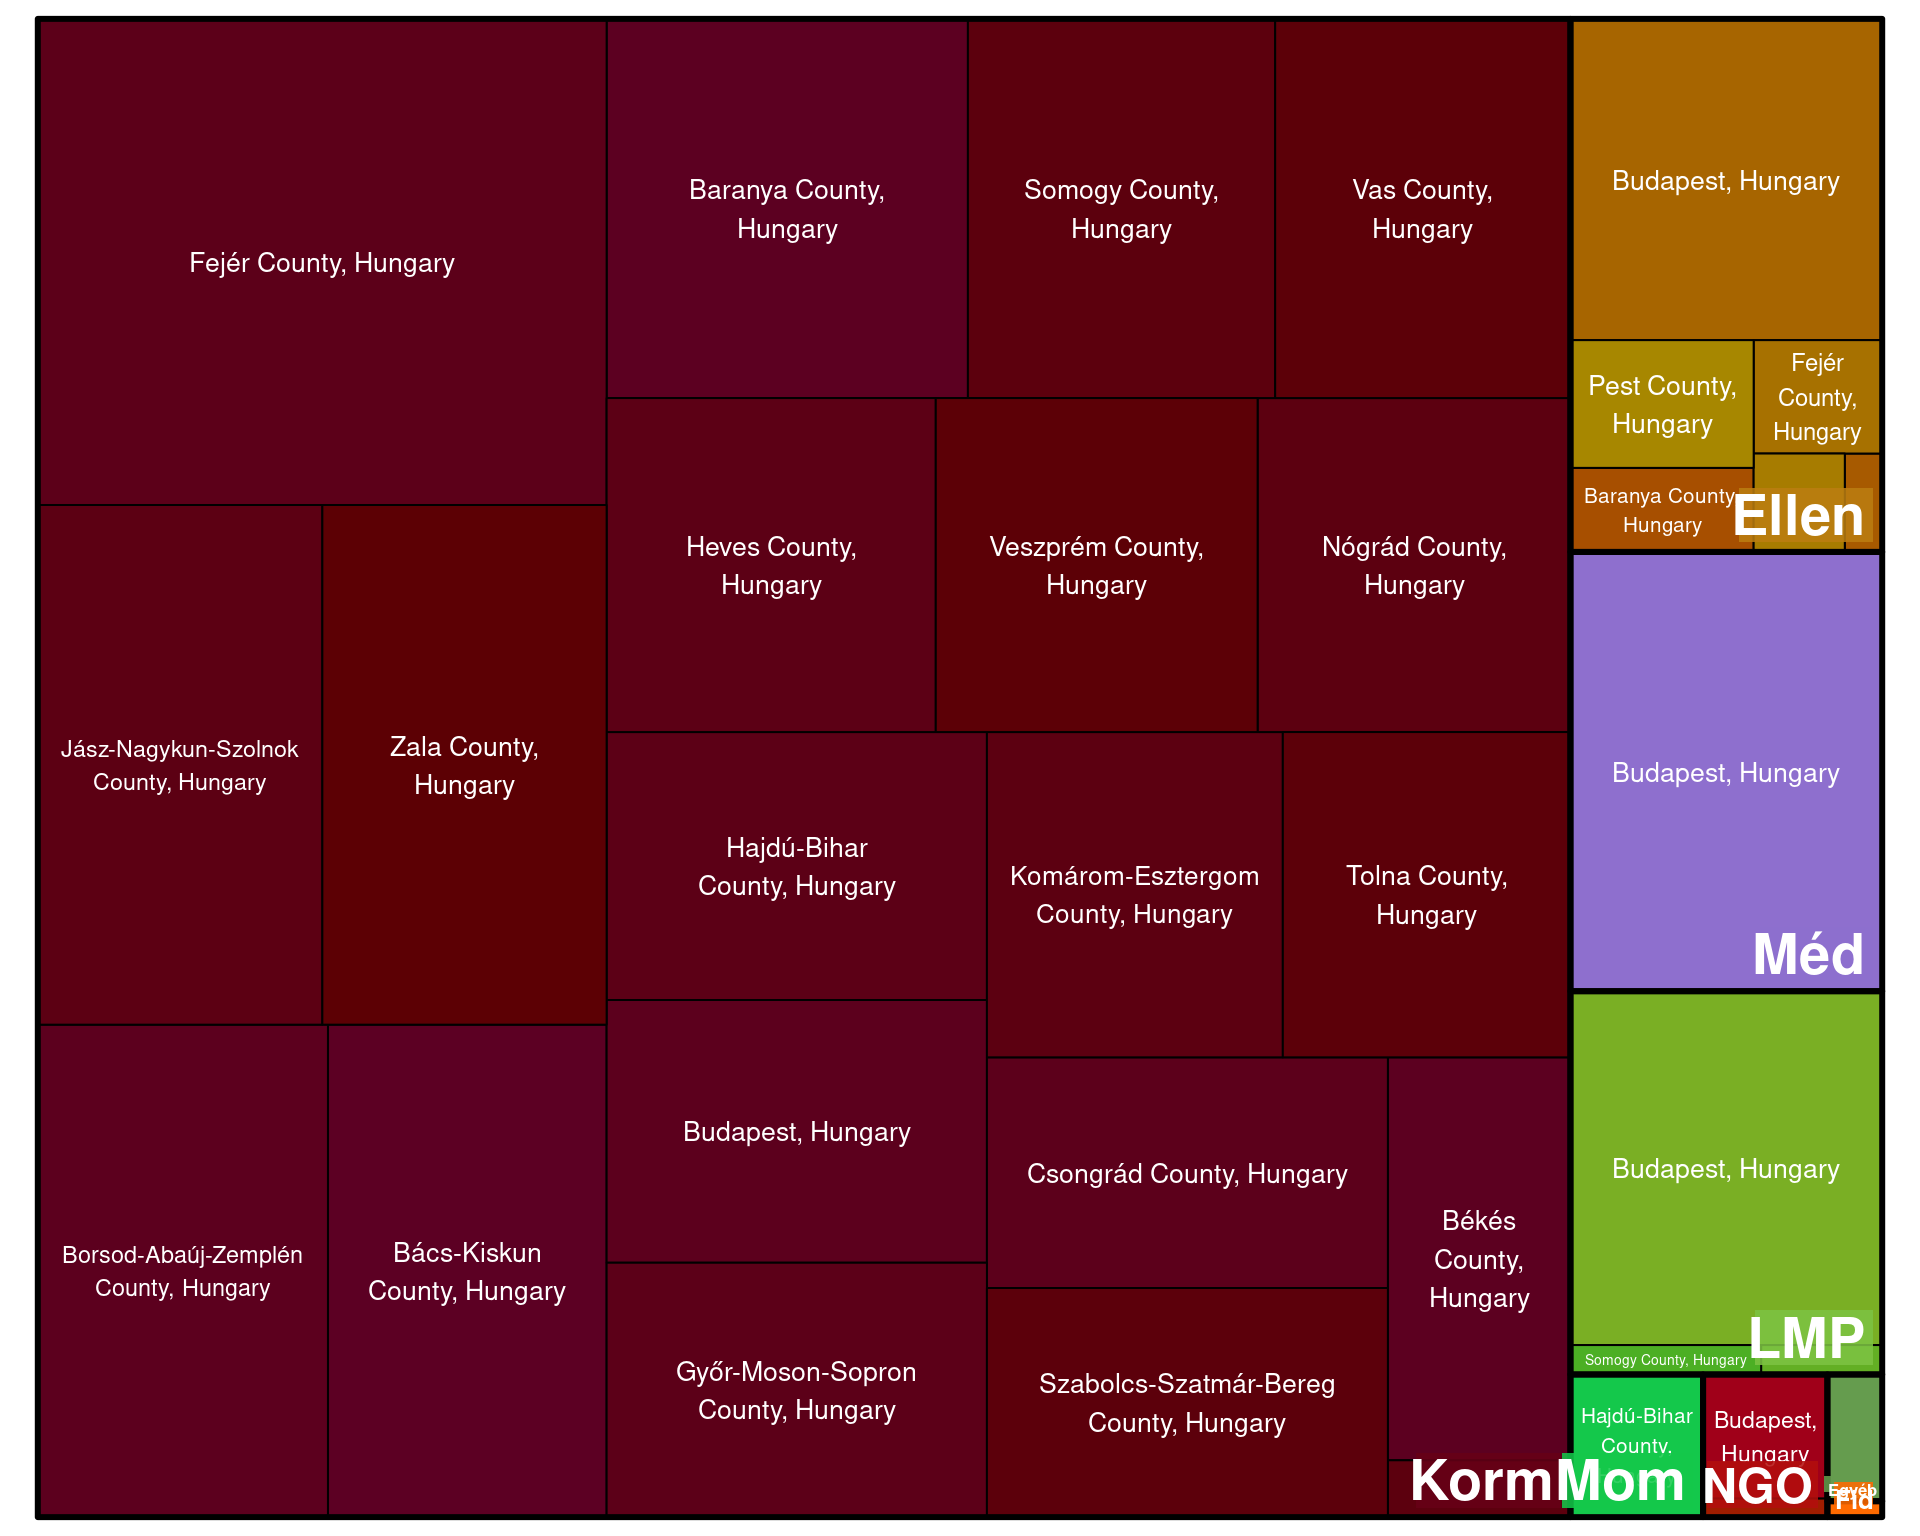 Fejér County, Hungary
Baranya County,
Hungary
Somogy County,
Hungary
Vas County,
Hungary
Jász-Nagykun-Szolnok
County, Hungary
Zala County,
Hungary
Heves County,
Hungary
Veszprém County,
Hungary
Nógrád County,
Hungary
Hajdú-Bihar
County, Hungary
Komárom-Esztergom
County, Hungary
Tolna County,
Hungary
Borsod-Abaúj-Zemplén
County, Hungary
Bács-Kiskun
County, Hungary
Budapest, Hungary
Csongrád County, Hungary
Békés
County,
Hungary
Győr-Moson-Sopron
County, Hungary
Szabolcs-Szatmár-Bereg
County, Hungary
Korm
Budapest, Hungary
Pest County,
Hungary
Fejér
County,
Hungary
Baranya County
Hungary
Ellen
Budapest, Hungary
Méd
Budapest, Hungary
Somogy County, Hungary
LMP
Hajdú-Bihar
County.
Mom
Budapest,
Hungary
NGO
Egyéb
Fid